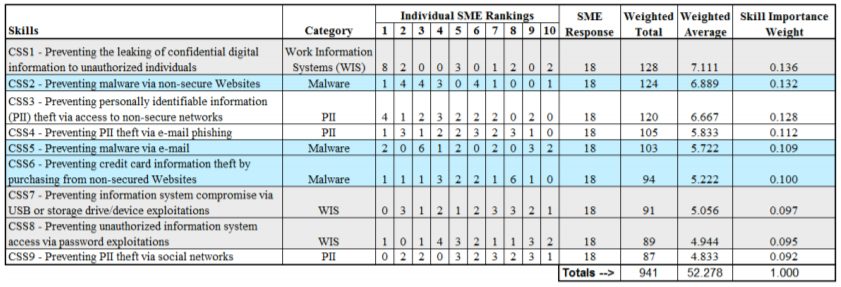 Individual SME Rankings SME Weighted Weighted Skill Importance
Skills Category 1 2 3 4 5 6 7 8 9 10 Response Total Average Weight
CSS1 - Preventing the leaking of confidential digital Work Information
information to unauthorized individuals Systems (WIS) 8 2 0 0 3 0 1 2 0 2 18 128 7.111 0.136
CSS2 - Preventing malware via non-secure Websites Malware 1 4 4 3 0 4 1 0 0 1 18 124 6.889 0.132
CSS3 - Preventing personally identifiable information
(PII) theft via access to non-secure networks PII 4 1 2 3 2 2 2 0 2 0 18 120 6.667 0.128
CSS4 - Preventing PII theft via e-mail phishing PII 1 3 1 2 2 3 2 3 1 0 18 105 5.833 0.112
CSS5 - Preventing malware via e-mail Malware 2 0 6 1 2 0 2 0 3 2 18 103 5.722 0.109
CSS6 - Preventing credit card information theft by
purchasing from non-secured Websites Malware 1 1 1 3 2 2 1 6 1 0 18 94 5.222 0.100
CSS7 - Preventing information system compromise via
USB or storage drive/device exploitations WIS 0 3 1 2 1 2 3 3 2 1 18 91 5.056 0.097
CSS8 - Preventing unauthorized information system
access via password exploitations WIS 1 0 1 4 3 2 1 1 3 2 18 89 4.944 0.095
CSS9 - Preventing PII theft via social networks PII 0 2 2 0 3 2 3 2 3 1 18 87 4.833 0.092
Totals --> 941 52.278 1.000